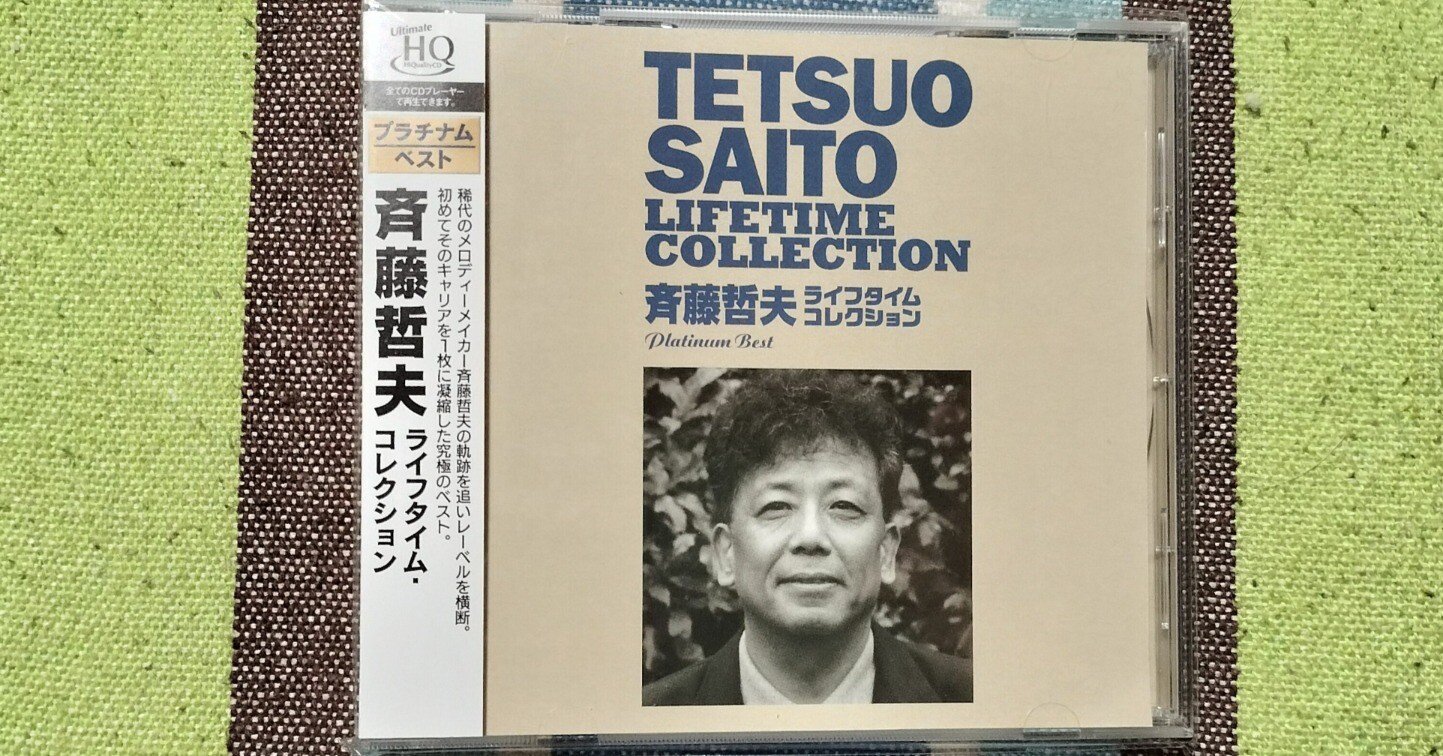 Ultimate
HQ
HiQualityCD
全てのCDプレーヤー
で再生できます。
プラチナム
ベスト
稀代のメロディーメイカー斉藤哲夫の軌跡を追いレーベルを横断。
初めてそのキャリアを1枚に凝縮した究極のベスト。
斉藤哲夫
ライフタイム・
コレクション
TETSUO
SAITO
LIFETIME
COLLECTION
斉藤哲夫 ライフタイム
コレクション
Platinum Best